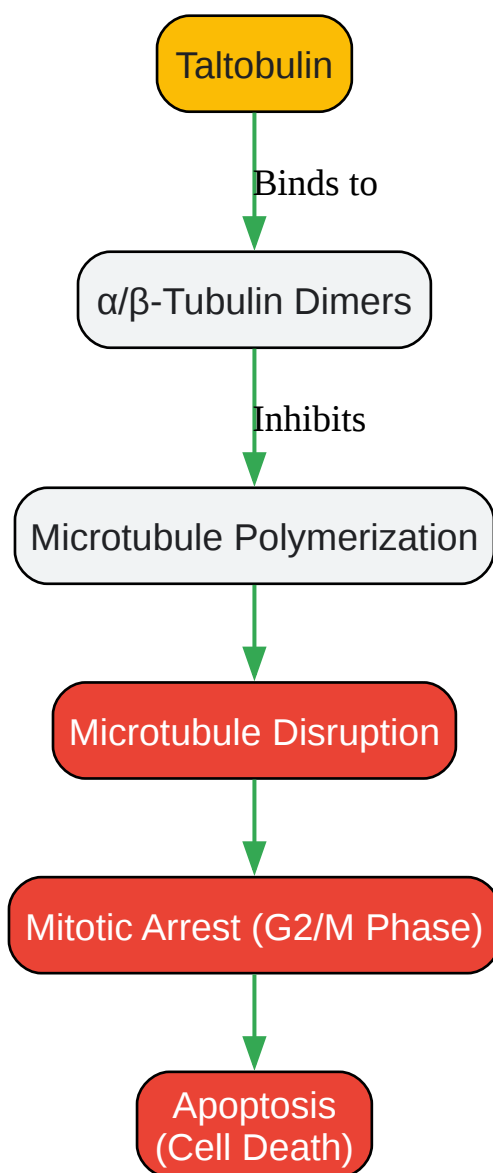 Taltobulin
Binds to
α/β-Tubulin Dimers
Inhibits
Microtubule Polymerization
Microtubule Disruption
Mitotic Arrest (G2/M Phase)
Apoptosis
(Cell Death)